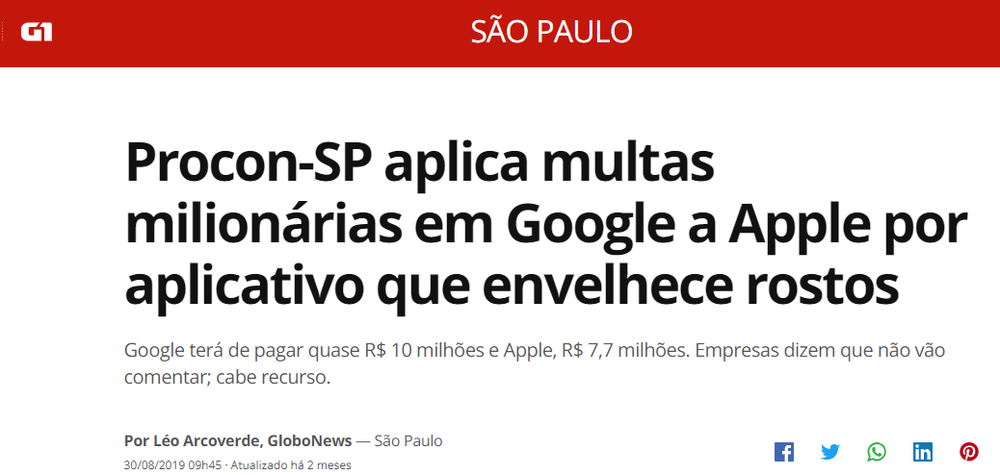 G1
SÃO PAULO
Procon-SP aplica multas
milionárias em Google a Apple por
aplicativo que envelhece rostos
Google terá de pagar quase R$ 10 milhões e Apple, R$ 7,7 milhões. Empresas dizem que não vão
comentar; cabe recurso.
Por Léo Arcoverde, GloboNews — São Paulo
30/08/2019 09h45 · Atualizado há 2 meses